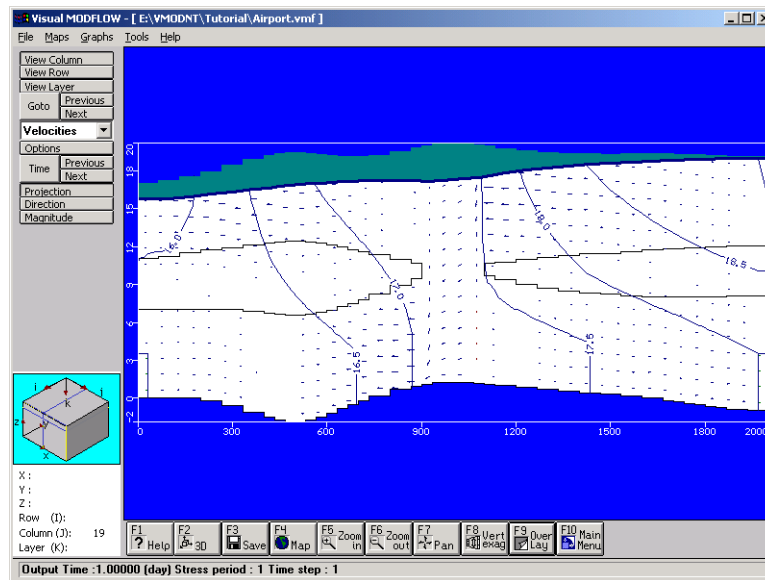 Visual MODFLOW - [ E:\VMODNT\Tutorial\Airport.vmf ]
File Maps Graphs Tools Help
View Column
View Row
View Layer
Goto
Previous
Next
Velocities
Options
Time
Previous
Next
Projection
Direction
Magnitude
20
18
15
12
9
6
3
0
-2
16.0
16.5
17.0
17.5
18.0
18.5
0 300 600 900 1200 1500 1800 2000
i
j
K
Z
Y
X
X :
Y :
Z :
Row (I):
Column (J): 19
Layer (K):
F1 Help
F2 3D
F3 Save
F4 Map
F5 Zoom in
F6 Zoom out
F7 Pan
F8 Vert exag
F9 Over Lay
F10 Main Menu
Output Time :1.00000 (day) Stress period : 1 Time step : 1